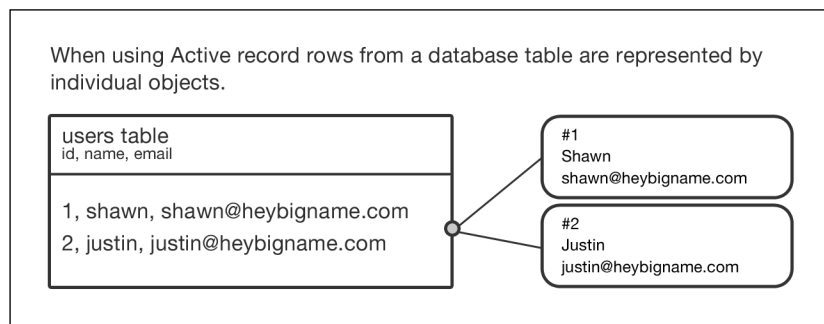 When using Active record rows from a database table are represented by
individual objects.
users table
id, name, email
1, shawn, shawn@heybigname.com
2, justin, justin@heybigname.com
#1
Shawn
shawn@heybigname.com
#2
Justin
justin@heybigname.com